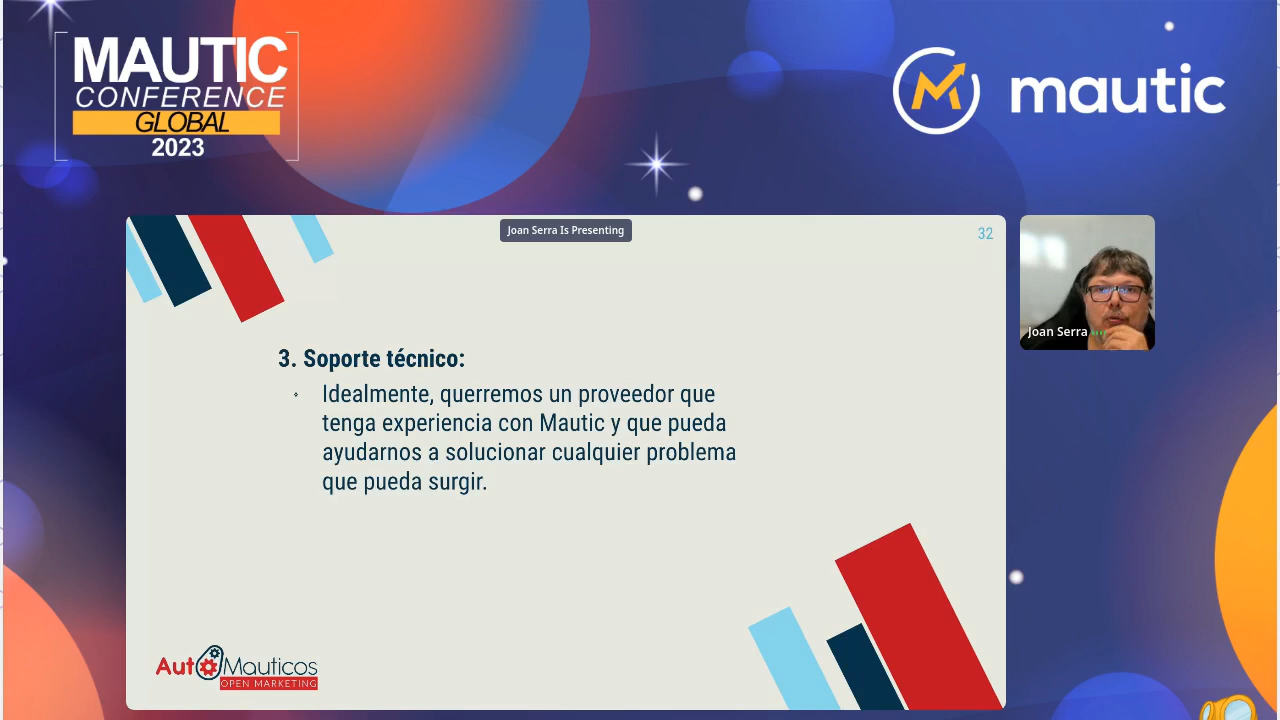 MAUTIC
CONFERENCE
GLOBAL
2023
mautic
Joan Serra Is Presenting
32
3. Soporte técnico:
Idealmente, querremos un proveedor que
tenga experiencia con Mautic y que pueda
ayudarnos a solucionar cualquier problema
que pueda surgir.
Joan Serra
AutoMauticos
OPEN MARKETING